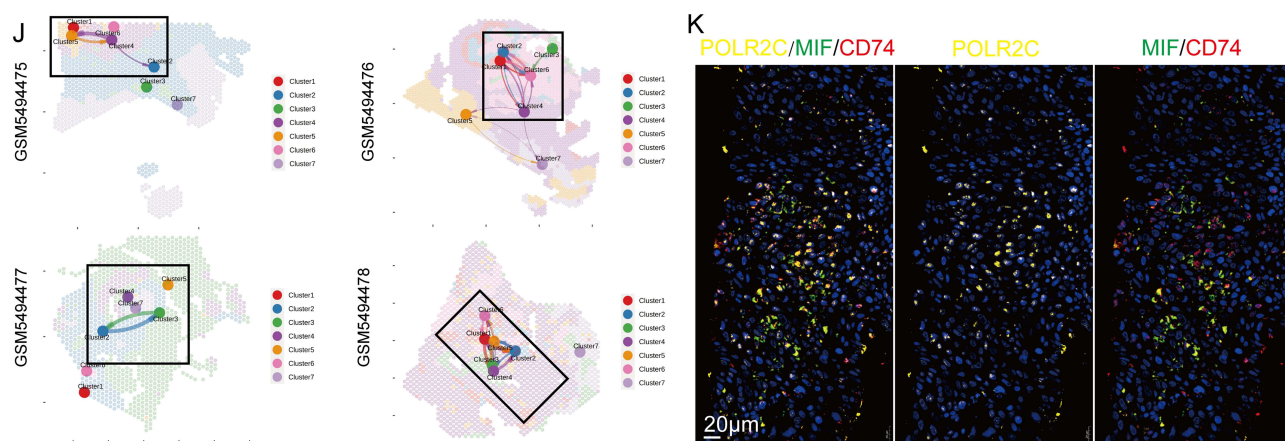 J
GSM5494475
Cluster1
Cluster6
Cluster5
Cluster4
Cluster2
Cluster3
Cluster7
Cluster1
Cluster2
Cluster3
Cluster4
Cluster5
Cluster6
Cluster7
GSM5494476
Cluster2
Cluster3
Cluster1
Cluster6
Cluster4
Cluster5
Cluster7
Cluster1
Cluster2
Cluster3
Cluster4
Cluster5
Cluster6
Cluster7
GSM5494477
Cluster5
Cluster4
Cluster7
Cluster3
Cluster2
Cluster6
Cluster1
Cluster1
Cluster2
Cluster3
Cluster4
Cluster5
Cluster6
Cluster7
GSM5494478
Cluster6
Cluster1
Cluster5
Cluster2
Cluster3
Cluster4
Cluster7
Cluster1
Cluster2
Cluster3
Cluster4
Cluster5
Cluster6
Cluster7
K
POLR2C/MIF/CD74
POLR2C
MIF/CD74
20μm